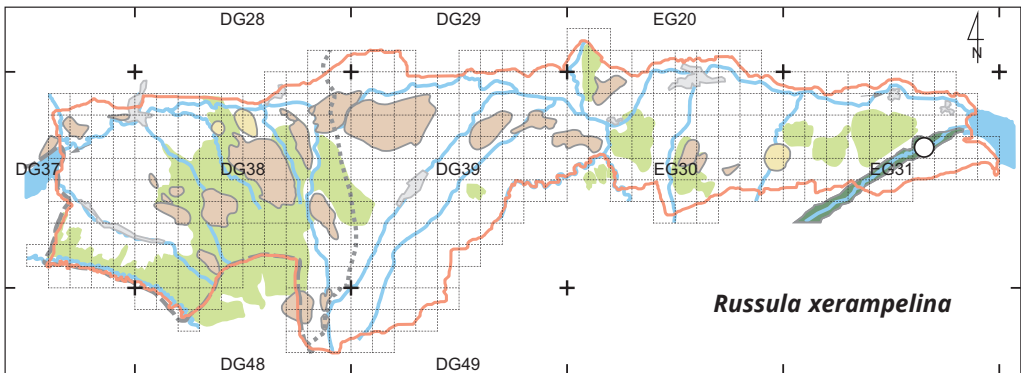 DG28 DG29 EG20
N
DG37 DG38 DG39 EG30 EG31
Russula xerampelina
DG48 DG49